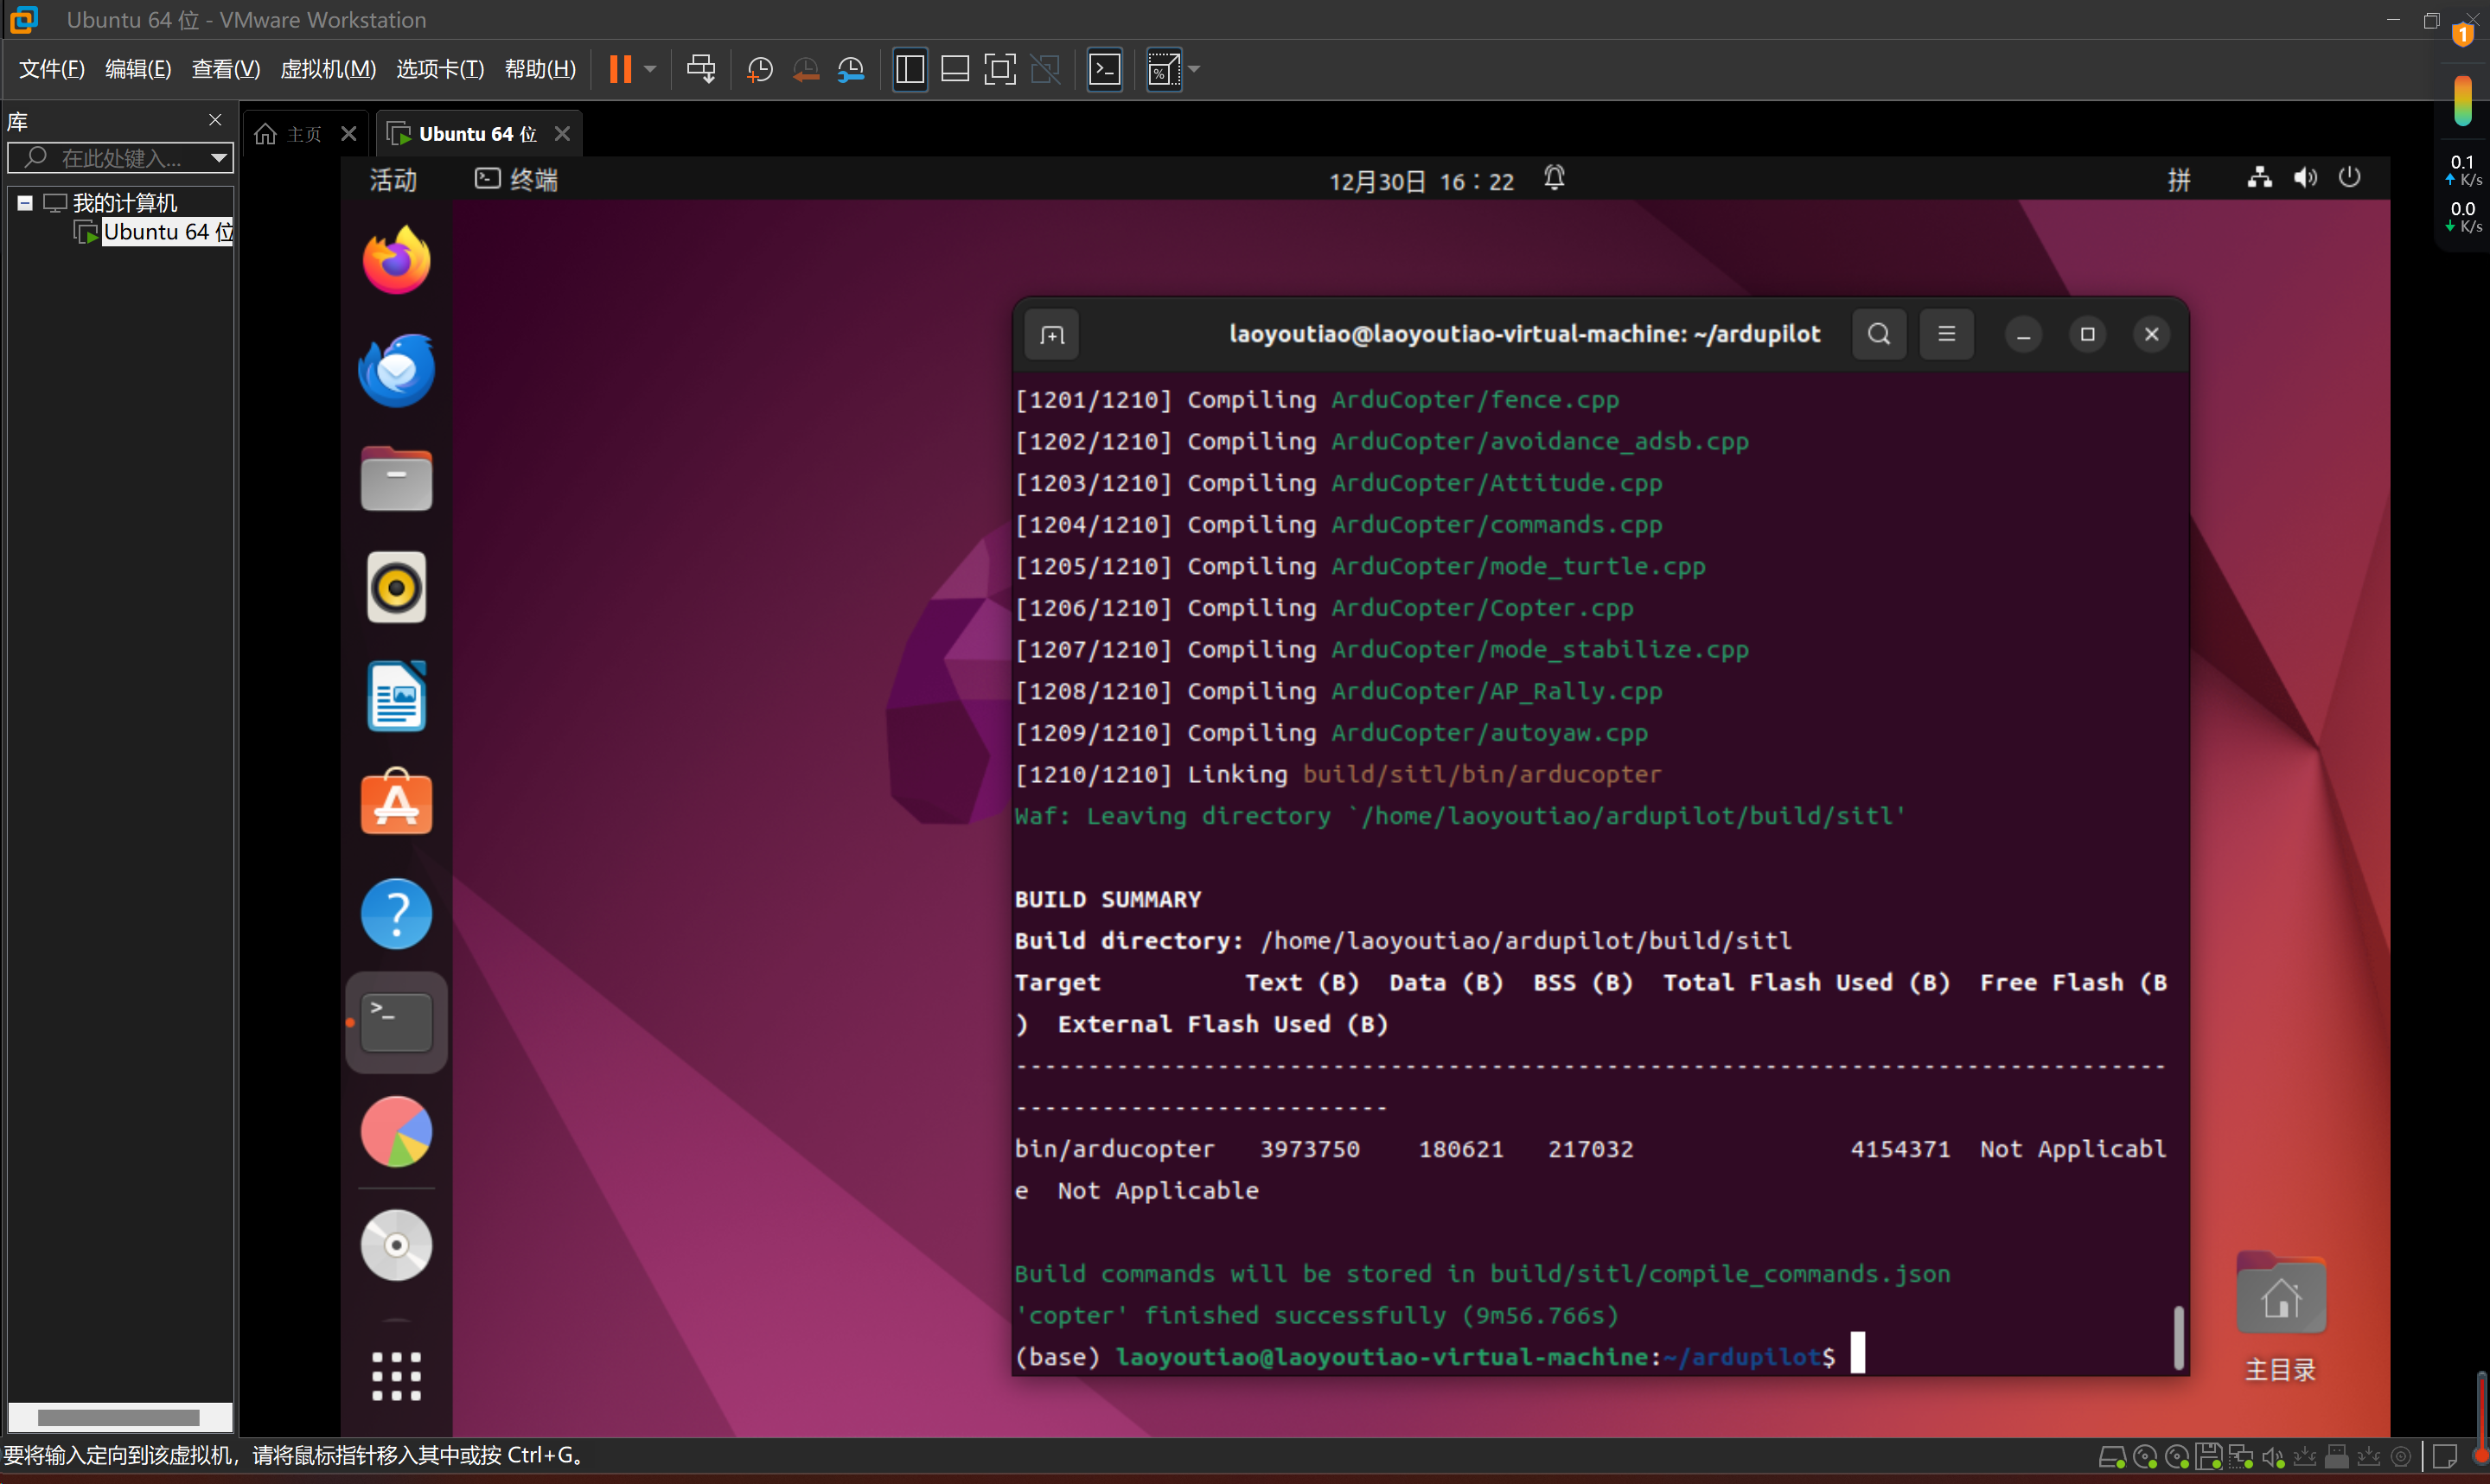 Ubuntu 64 位 - VMware Workstation
文件(F) 编辑(E) 查看(V) 虚拟机(M) 选项卡(T) 帮助(H)
1
0.1
K/s
0.0
K/s
库
在此处键入...
我的计算机
Ubuntu 64 位
主页
Ubuntu 64 位
活动
终端
12月30日 16:22
拼
laoyoutiao@laoyoutiao-virtual-machine: ~/ardupilot
[1201/1210] Compiling ArduCopter/fence.cpp
[1202/1210] Compiling ArduCopter/avoidance_adsb.cpp
[1203/1210] Compiling ArduCopter/Attitude.cpp
[1204/1210] Compiling ArduCopter/commands.cpp
[1205/1210] Compiling ArduCopter/mode_turtle.cpp
[1206/1210] Compiling ArduCopter/Copter.cpp
[1207/1210] Compiling ArduCopter/mode_stabilize.cpp
[1208/1210] Compiling ArduCopter/AP_Rally.cpp
[1209/1210] Compiling ArduCopter/autoyaw.cpp
[1210/1210] Linking build/sitl/bin/arducopter
Waf: Leaving directory `/home/laoyoutiao/ardupilot/build/sitl'
BUILD SUMMARY
Build directory: /home/laoyoutiao/ardupilot/build/sitl
Target          Text (B)  Data (B)  BSS (B)  Total Flash Used (B)  Free Flash (B
)  External Flash Used (B)
--------------------------------------------------------------------------------
--------------------------
bin/arducopter   3973750    180621   217032               4154371  Not Applicabl
e  Not Applicable
Build commands will be stored in build/sitl/compile_commands.json
'copter' finished successfully (9m56.766s)
(base) laoyoutiao@laoyoutiao-virtual-machine:~/ardupilot$
主目录
要将输入定向到该虚拟机，请将鼠标指针移入其中或按 Ctrl+G。